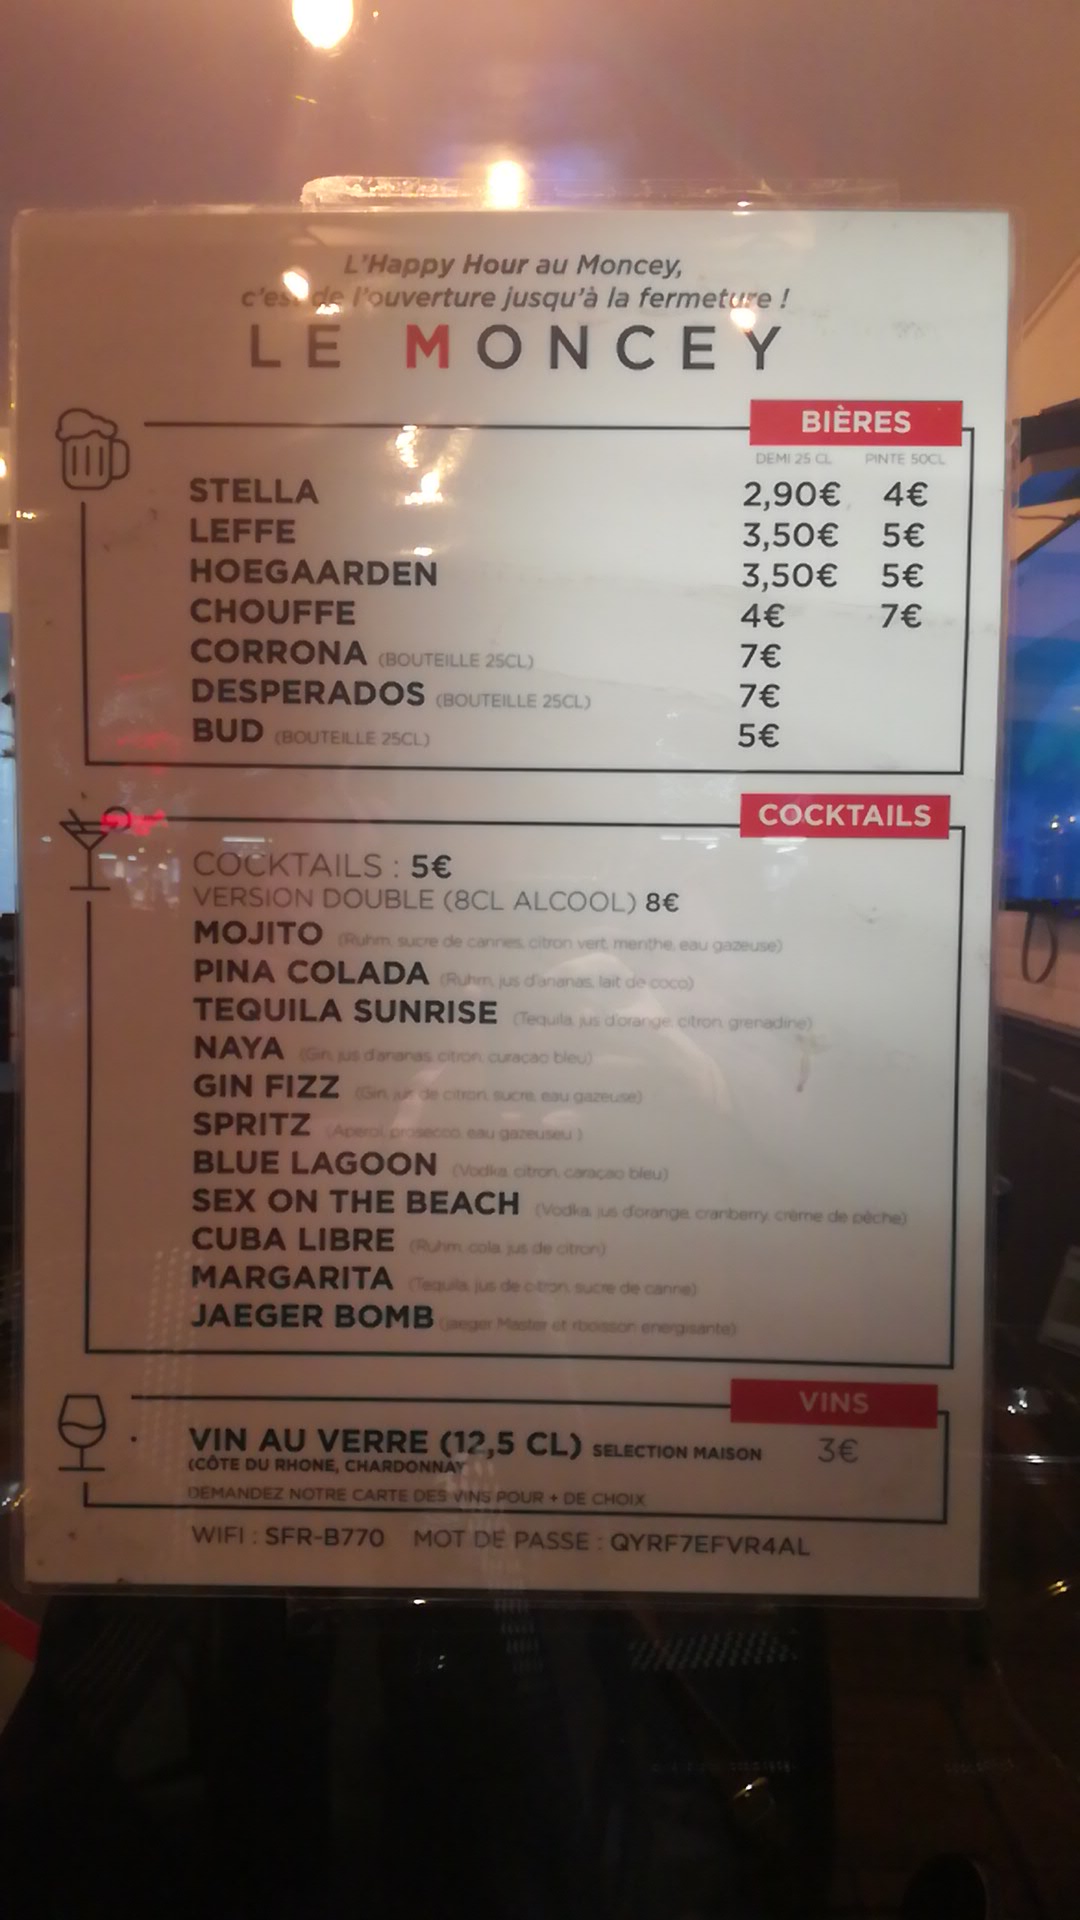 L'Happy Hour au Moncey,
c'est de l'ouverture jusqu'à la fermeture !
LE MONCEY
BIÈRES
DEMI 25 CL PINTE 50CL
STELLA 2,90€ 4€
LEFFE 3,50€ 5€
HOEGAARDEN 3,50€ 5€
CHOUFFE 4€ 7€
CORRONA (BOUTEILLE 25CL) 7€
DESPERADOS (BOUTEILLE 25CL) 7€
BUD (BOUTEILLE 25CL) 5€
COCKTAILS
COCKTAILS : 5€
VERSION DOUBLE (8CL ALCOOL) 8€
MOJITO (Ruhm, sucre de cannes, citron vert, menthe, eau gazeuse)
PINA COLADA (Ruhm, jus d'ananas, lait de coco)
TEQUILA SUNRISE (Tequila, jus d'orange, citron, grenadine)
NAYA (Gin, jus d'ananas, citron, curaçao bleu)
GIN FIZZ (Gin, jus de citron, sucre, eau gazeuse)
SPRITZ (Aperol, prosecco, eau gazeuseu )
BLUE LAGOON (Vodka, citron, caraçao bleu)
SEX ON THE BEACH (Vodka, jus d'orange, cranberry, crème de pêche)
CUBA LIBRE (Ruhm, cola, jus de citron)
MARGARITA (Tequila, jus de citron, sucre de canne)
JAEGER BOMB (jaeger Master et rboisson energisante)
VINS
VIN AU VERRE (12,5 CL) SELECTION MAISON 3€
(CÔTE DU RHONE, CHARDONNAY
DEMANDEZ NOTRE CARTE DES VINS POUR + DE CHOIX
WIFI : SFR-B770 MOT DE PASSE : QYRF7EFVR4AL